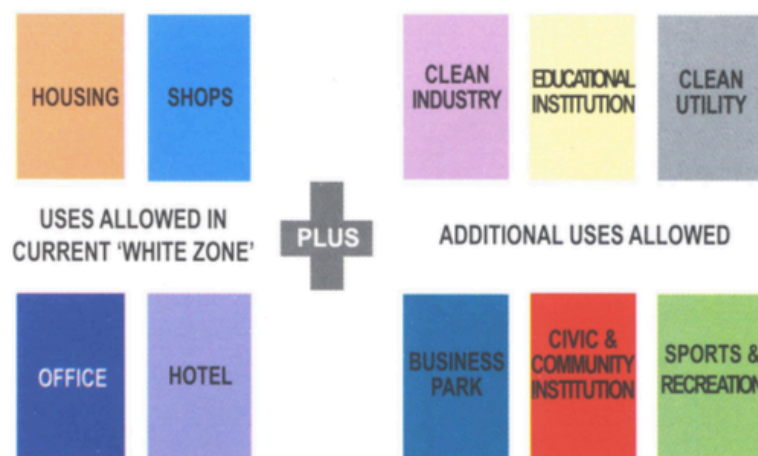 HOUSING
SHOPS
USES ALLOWED IN
CURRENT 'WHITE ZONE'
OFFICE
HOTEL
PLUS
CLEAN
INDUSTRY
EDUCATIONAL
INSTITUTION
CLEAN
UTILITY
ADDITIONAL USES ALLOWED
BUSINESS
PARK
CIVIC &
COMMUNITY
INSTITUTION
SPORTS &
RECREATION